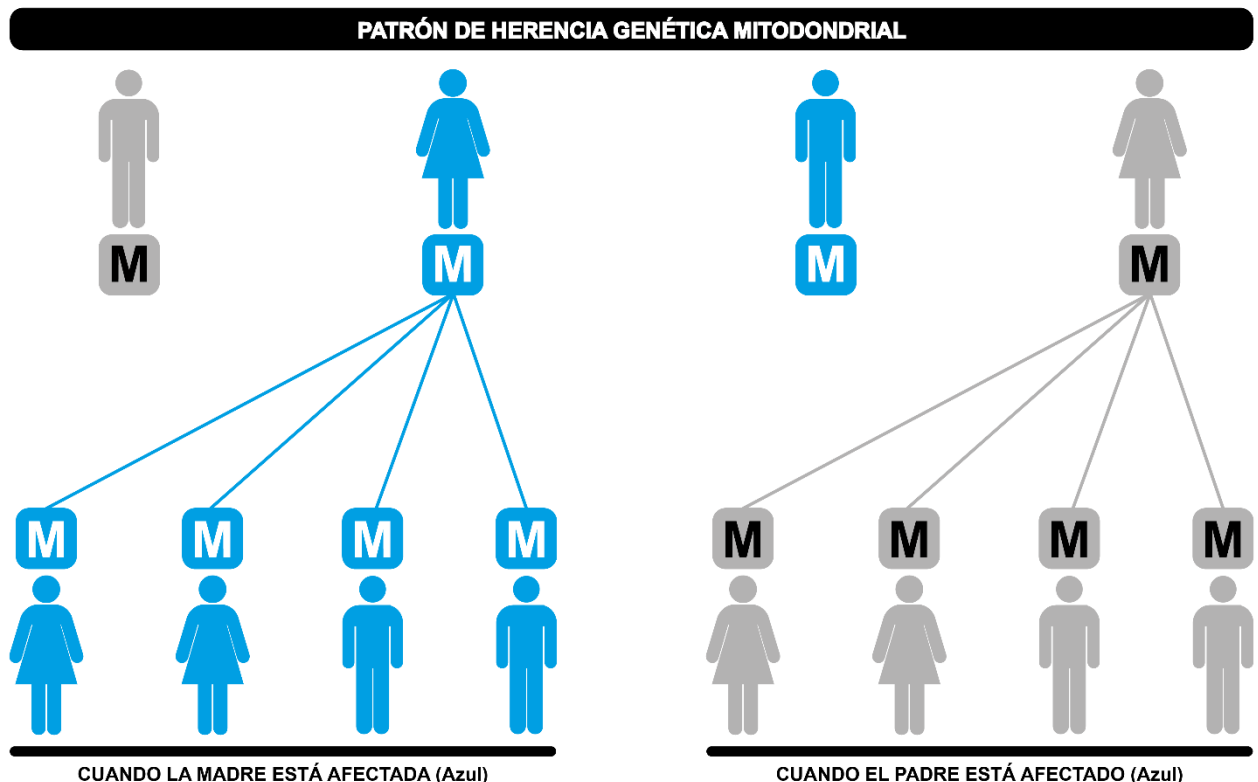 PATRÓN DE HERENCIA GENÉTICA MITODONDRIAL
M M M M
M M M M M M M M
CUANDO LA MADRE ESTÁ AFECTADA (Azul) CUANDO EL PADRE ESTÁ AFECTADO (Azul)